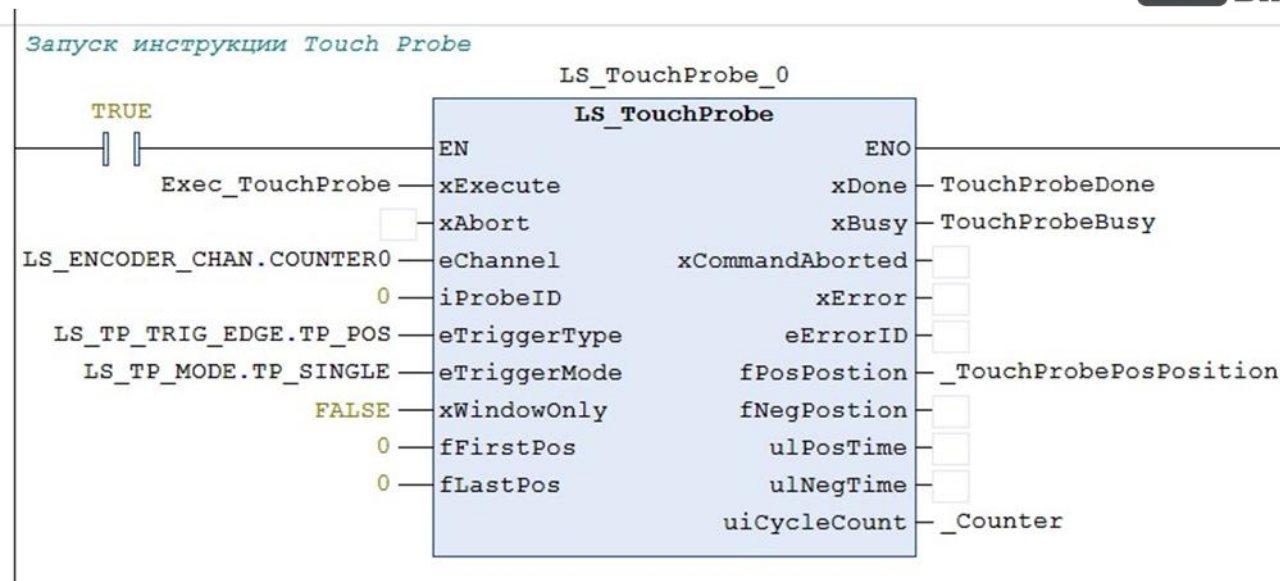 Запуск инструкции Touch Probe
LS_TouchProbe_0
TRUE
LS_TouchProbe
EN ENO
Exec_TouchProbe xExecute xDone TouchProbeDone
xAbort xBusy TouchProbeBusy
LS_ENCODER_CHAN.COUNTER0 eChannel xCommandAborted
0 iProbeID xError
LS_TP_TRIG_EDGE.TP_POS eTriggerType eErrorID
LS_TP_MODE.TP_SINGLE eTriggerMode fPosPostion _TouchProbePosPosition
FALSE xWindowOnly fNegPostion
0 fFirstPos ulPosTime
0 fLastPos ulNegTime
uiCycleCount _Counter